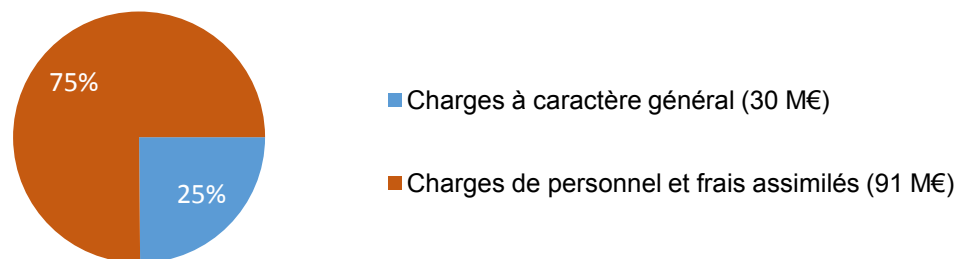 75%
25%
Charges à caractère général (30 M€)
Charges de personnel et frais assimilés (91 M€)